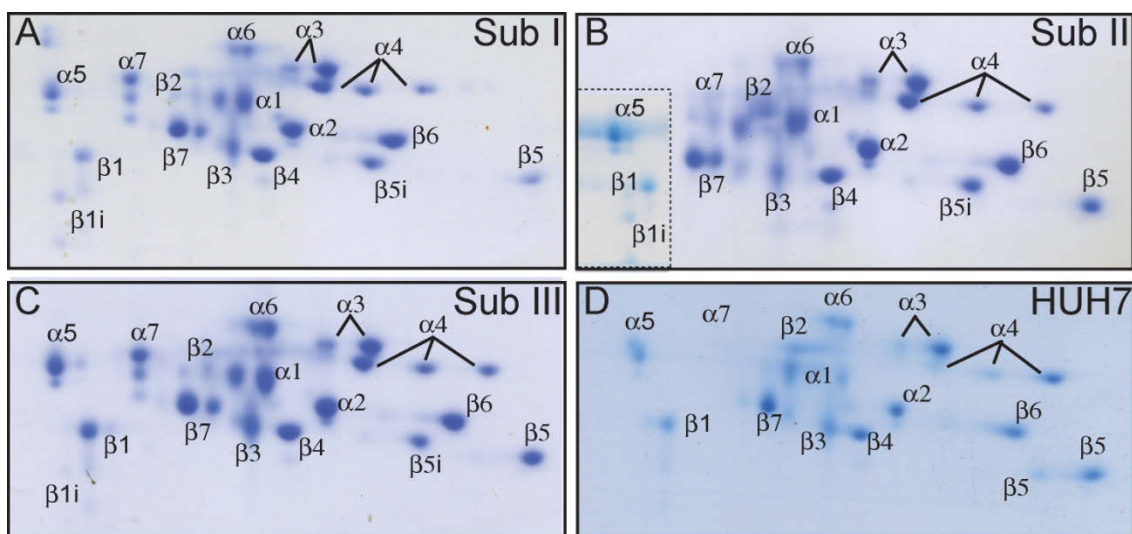 A
Sub I
α6
α3
α4
α5
α7
β2
α1
α2
β6
β7
β1
β3
β4
β5i
β5
β1i
B
Sub II
α6
α3
α4
α7
β2
α5
α1
α2
β6
β1
β7
β3
β4
β5i
β5
β1i
C
Sub III
α6
α3
α4
α5
α7
β2
α1
α2
β6
β1
β7
β3
β4
β5i
β5
β1i
D
HUH7
α6
α3
α4
α5
α7
β2
α1
α2
β6
β1
β7
β3
β4
β5
β5